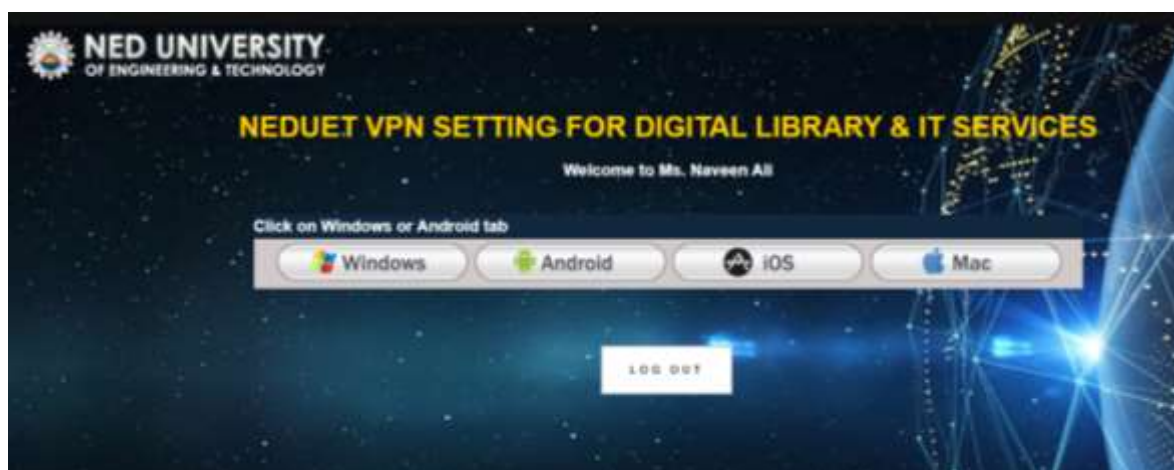 NED UNIVERSITY
OF ENGINEERING & TECHNOLOGY
NEDUET VPN SETTING FOR DIGITAL LIBRARY & IT SERVICES
Welcome to Ms. Naveen Ali
Click on Windows or Android tab
Windows Android iOS Mac
LOG OUT